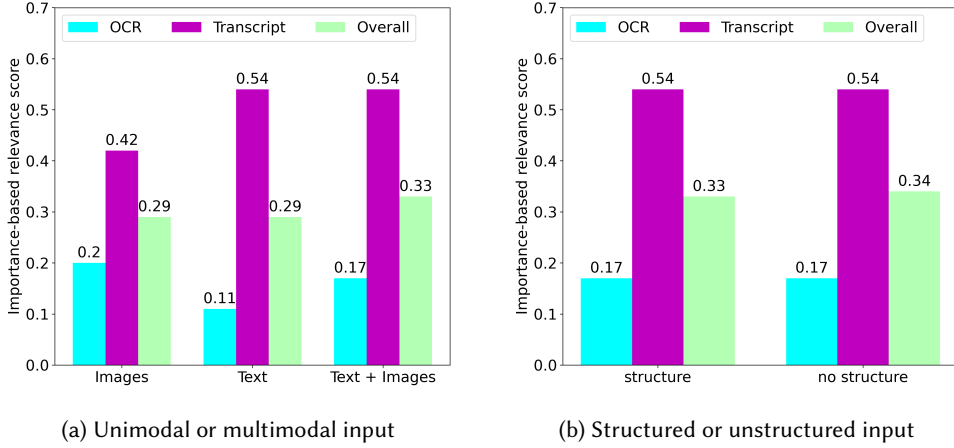 0.7
0.6
0.5
0.4
0.3
0.2
0.1
0.0
Importance-based relevance score
OCR Transcript Overall
0.2 0.42 0.29
0.11 0.54 0.29
0.17 0.54 0.33
Images Text Text + Images
(a) Unimodal or multimodal input
0.7
0.6
0.5
0.4
0.3
0.2
0.1
0.0
Importance-based relevance score
OCR Transcript Overall
0.17 0.54 0.33
0.17 0.54 0.34
structure no structure
(b) Structured or unstructured input